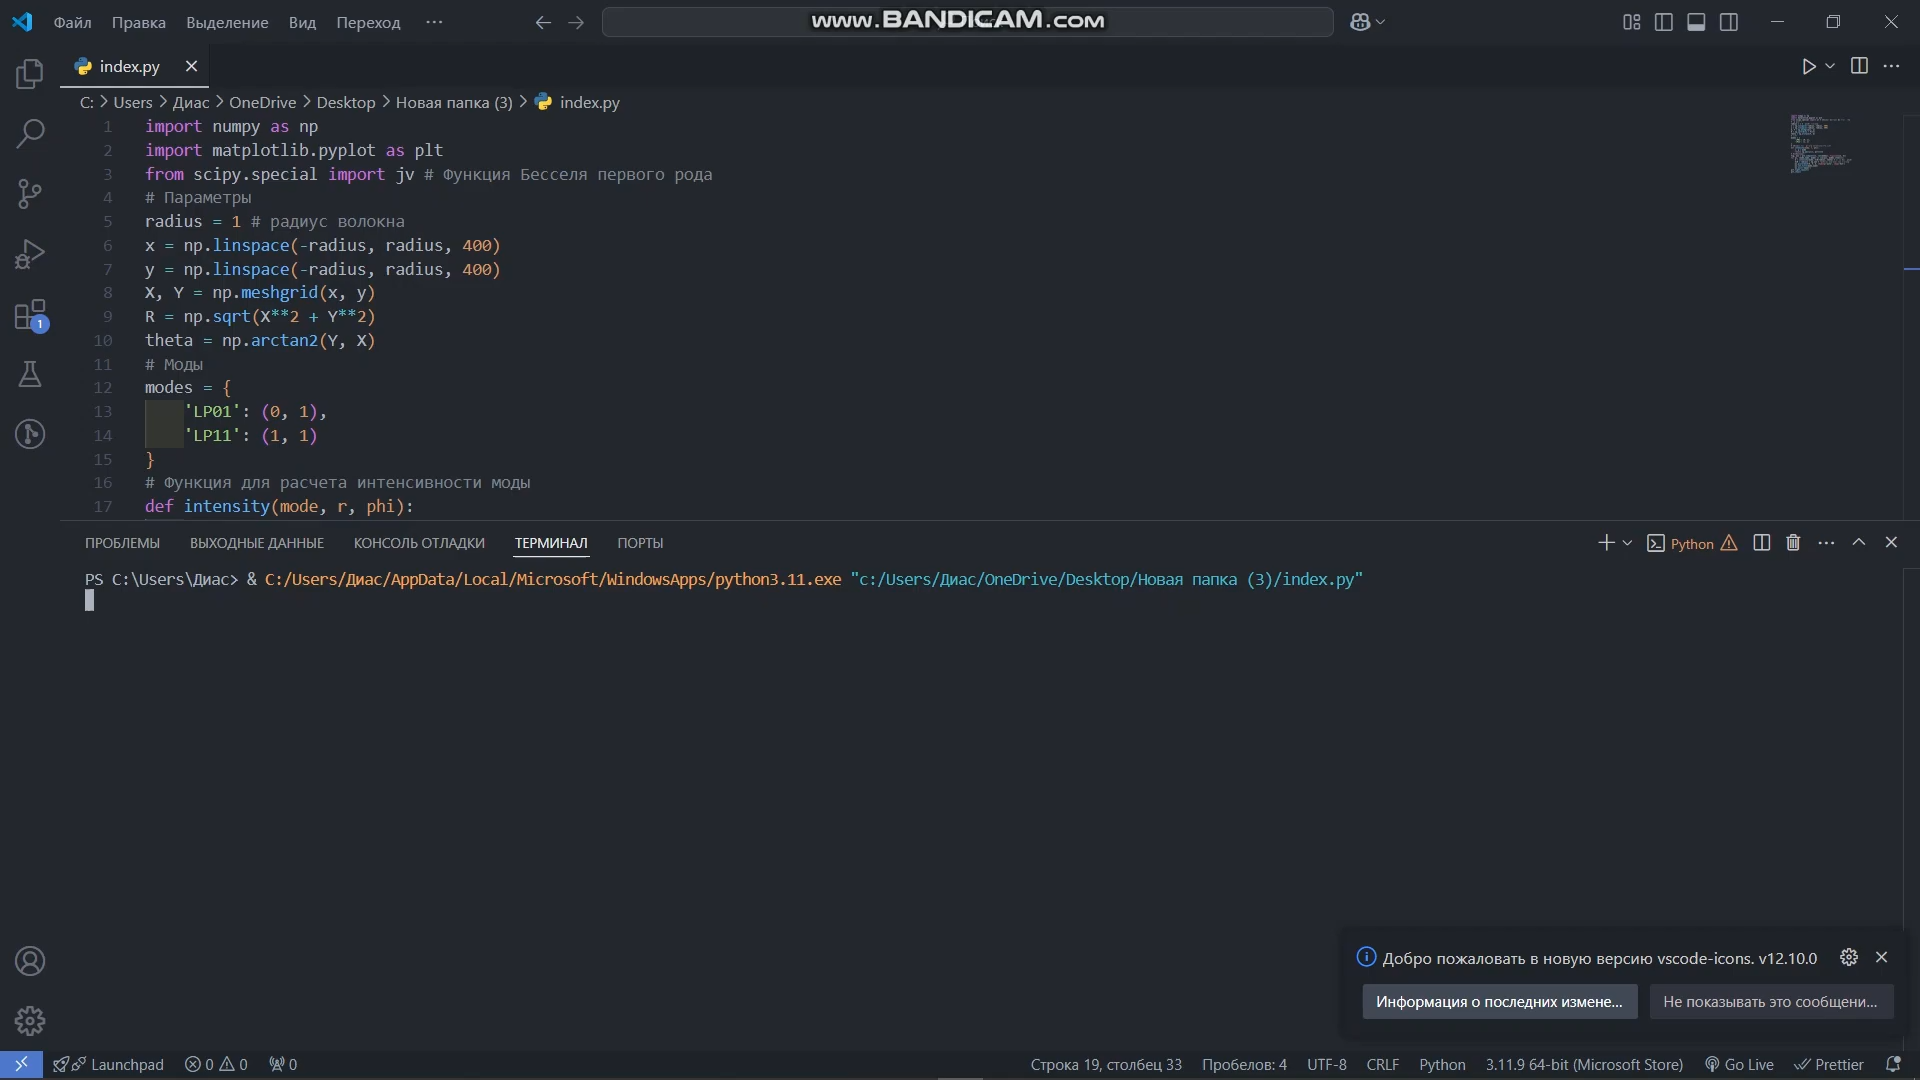 Файл Правка Выделение Вид Переход ···
www.BANDICAM.com
index.py
C: > Users > Диас > OneDrive > Desktop > Новая папка (3) > index.py
1 import numpy as np
2 import matplotlib.pyplot as plt
3 from scipy.special import jv # Функция Бесселя первого рода
4 # Параметры
5 radius = 1 # радиус волокна
6 x = np.linspace(-radius, radius, 400)
7 y = np.linspace(-radius, radius, 400)
8 X, Y = np.meshgrid(x, y)
9 R = np.sqrt(X**2 + Y**2)
10 theta = np.arctan2(Y, X)
11 # Моды
12 modes = {
13 'LP01': (0, 1),
14 'LP11': (1, 1)
15 }
16 # Функция для расчета интенсивности моды
17 def intensity(mode, r, phi):
1
ПРОБЛЕМЫ ВЫХОДНЫЕ ДАННЫЕ КОНСОЛЬ ОТЛАДКИ ТЕРМИНАЛ ПОРТЫ
Python
PS C:\Users\Диас> & C:/Users/Диас/AppData/Local/Microsoft/WindowsApps/python3.11.exe "c:/Users/Диас/OneDrive/Desktop/Новая папка (3)/index.py"
Добро пожаловать в новую версию vscode-icons. v12.10.0
Информация о последних измене...
Не показывать это сообщени...
Launchpad 0 0 0
Строка 19, столбец 33 Пробелов: 4 UTF-8 CRLF Python 3.11.9 64-bit (Microsoft Store) Go Live Prettier